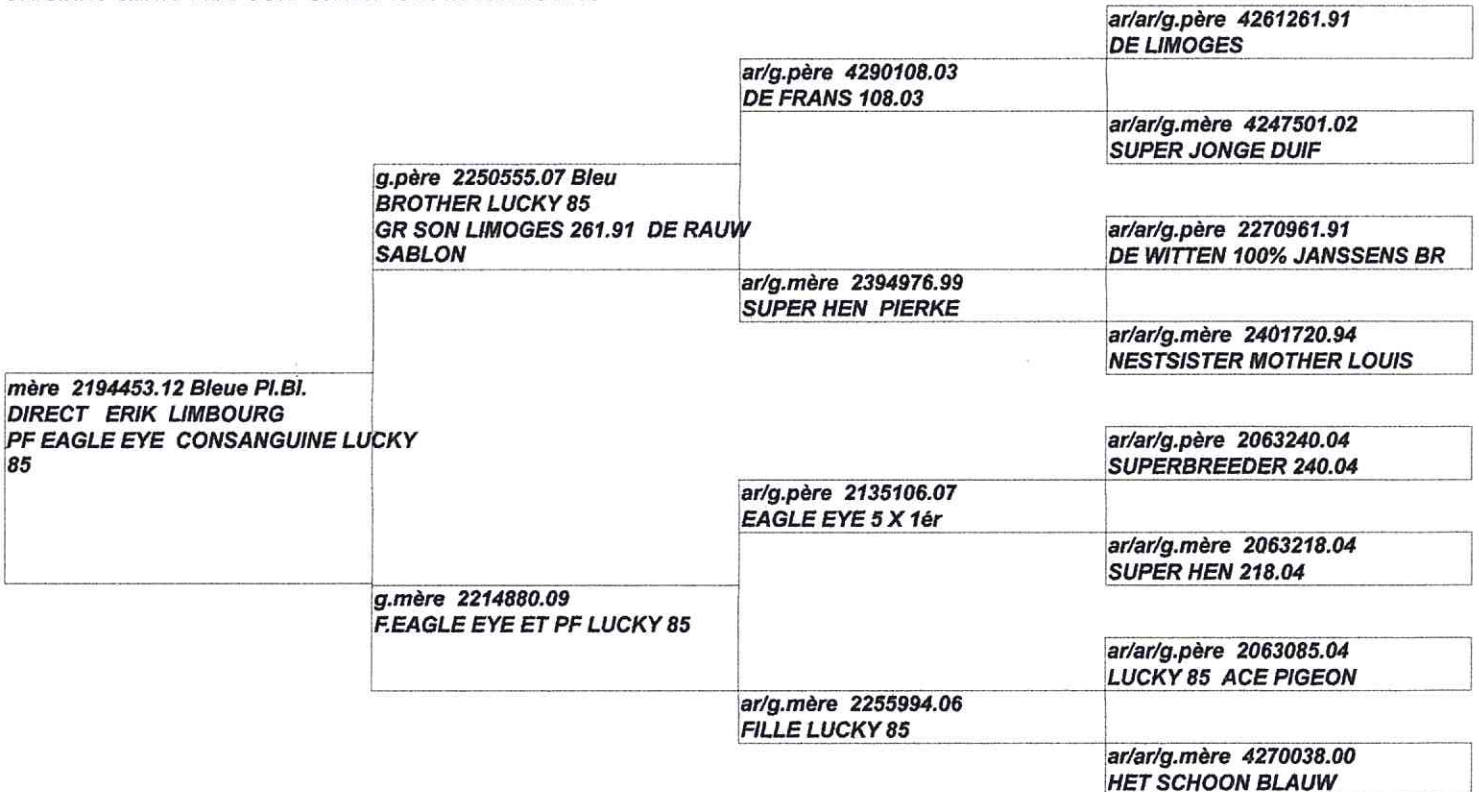 mère 2194453.12 Bleue Pl.Bl.
DIRECT ERIK LIMBOURG
PF EAGLE EYE CONSANGUINE LUCKY
85
g.père 2250555.07 Bleu
BROTHER LUCKY 85
GR SON LIMOGES 261.91 DE RAUW
SABLON
g.mère 2214880.09
F.EAGLE EYE ET PF LUCKY 85
ar/g.père 4290108.03
DE FRANS 108.03
ar/g.mère 2394976.99
SUPER HEN PIERKE
ar/g.père 2135106.07
EAGLE EYE 5 X 1ér
ar/g.mère 2255994.06
FILLE LUCKY 85
ar/ar/g.père 4261261.91
DE LIMOGES
ar/ar/g.mère 4247501.02
SUPER JONGE DUIF
ar/ar/g.père 2270961.91
DE WITTEN 100% JANSSENS BR
ar/ar/g.mère 2401720.94
NESTSISTER MOTHER LOUIS
ar/ar/g.père 2063240.04
SUPERBREEDER 240.04
ar/ar/g.mère 2063218.04
SUPER HEN 218.04
ar/ar/g.père 2063085.04
LUCKY 85 ACE PIGEON
ar/ar/g.mère 4270038.00
HET SCHOON BLAUW